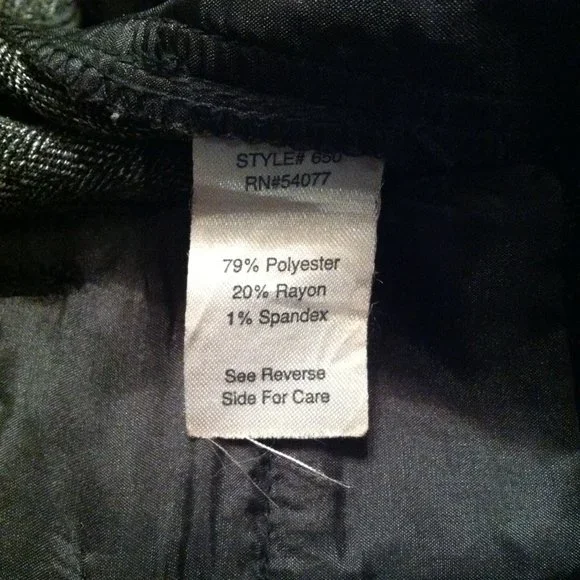 STYLE# 650
RN#54077
79% Polyester
20% Rayon
1% Spandex
See Reverse
Side For Care